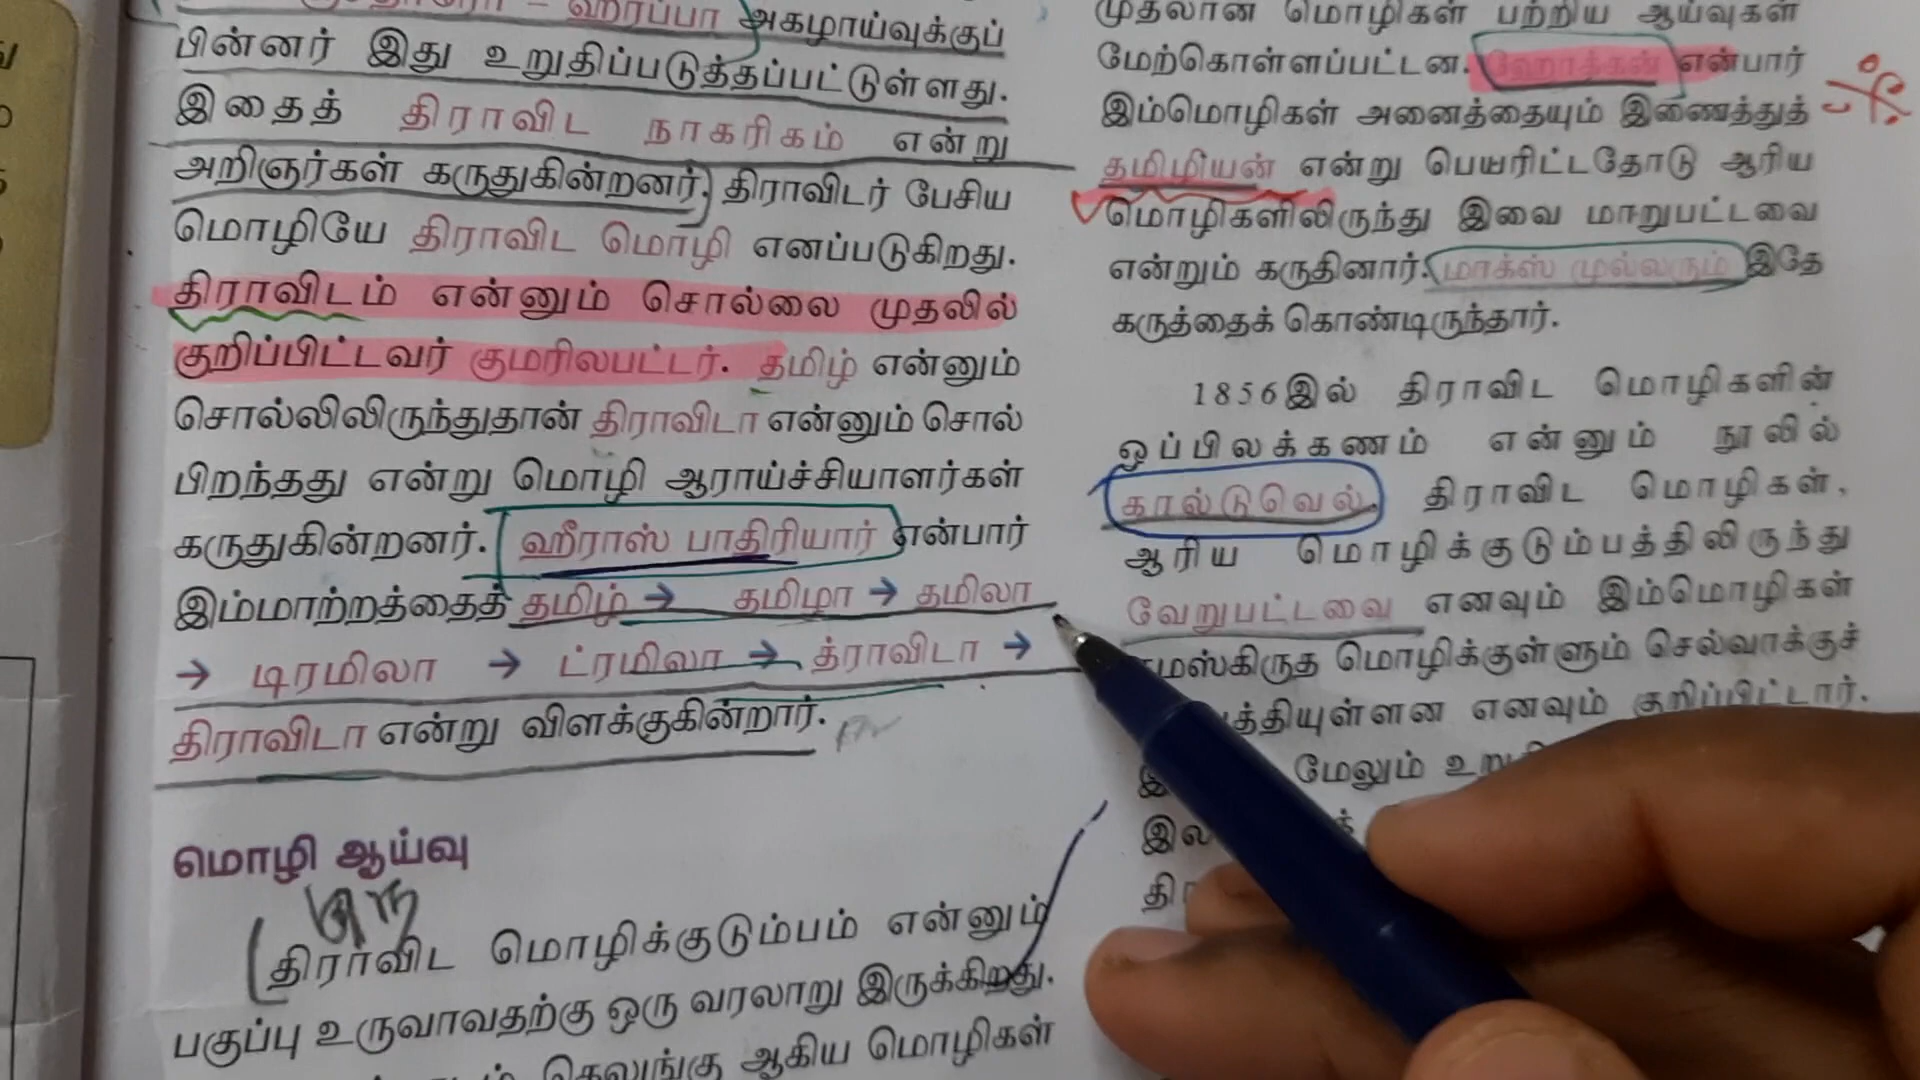 ஹரப்பா அகழாய்வுக்குப்
பின்னர் இது உறுதிப்படுத்தப்பட்டுள்ளது.
இதைத் திராவிட நாகரிகம் என்று
அறிஞர்கள் கருதுகின்றனர். திராவிடர் பேசிய
மொழியே திராவிட மொழி எனப்படுகிறது.
திராவிடம் என்னும் சொல்லை முதலில்
குறிப்பிட்டவர் குமரிலபட்டர். தமிழ் என்னும்
சொல்லிலிருந்துதான் திராவிடா என்னும் சொல்
பிறந்தது என்று மொழி ஆராய்ச்சியாளர்கள்
கருதுகின்றனர். ஹீராஸ் பாதிரியார் என்பார்
இம்மாற்றத்தைத் தமிழ் → தமிழா → தமிலா
→ டிரமிலா → ட்ரமிலா → த்ராவிடா →
திராவிடா என்று விளக்குகின்றார்.
மொழி ஆய்வு
திராவிட மொழிக்குடும்பம் என்னும்
பகுப்பு உருவாவதற்கு ஒரு வரலாறு இருக்கிறது.
தெலுங்கு ஆகிய மொழிகள்
முதலான மொழிகள் பற்றிய ஆய்வுகள்
மேற்கொள்ளப்பட்டன. ஹோக்கன் என்பார்
இம்மொழிகள் அனைத்தையும் இணைத்துத்
தமிழியன் என்று பெயரிட்டதோடு ஆரிய
மொழிகளிலிருந்து இவை மாறுபட்டவை
என்றும் கருதினார். மாக்ஸ் முல்லரும் இதே
கருத்தைக் கொண்டிருந்தார்.
1856இல் திராவிட மொழிகளின்
ஒப்பிலக்கணம் என்னும் நூலில்
கால்டுவெல், திராவிட மொழிகள்,
ஆரிய மொழிக்குடும்பத்திலிருந்து
வேறுபட்டவை எனவும் இம்மொழிகள்
மொழிக்குள்ளும் செல்வாக்குச்
எனவும் குறிப்பிட்டார்.
மேலும்